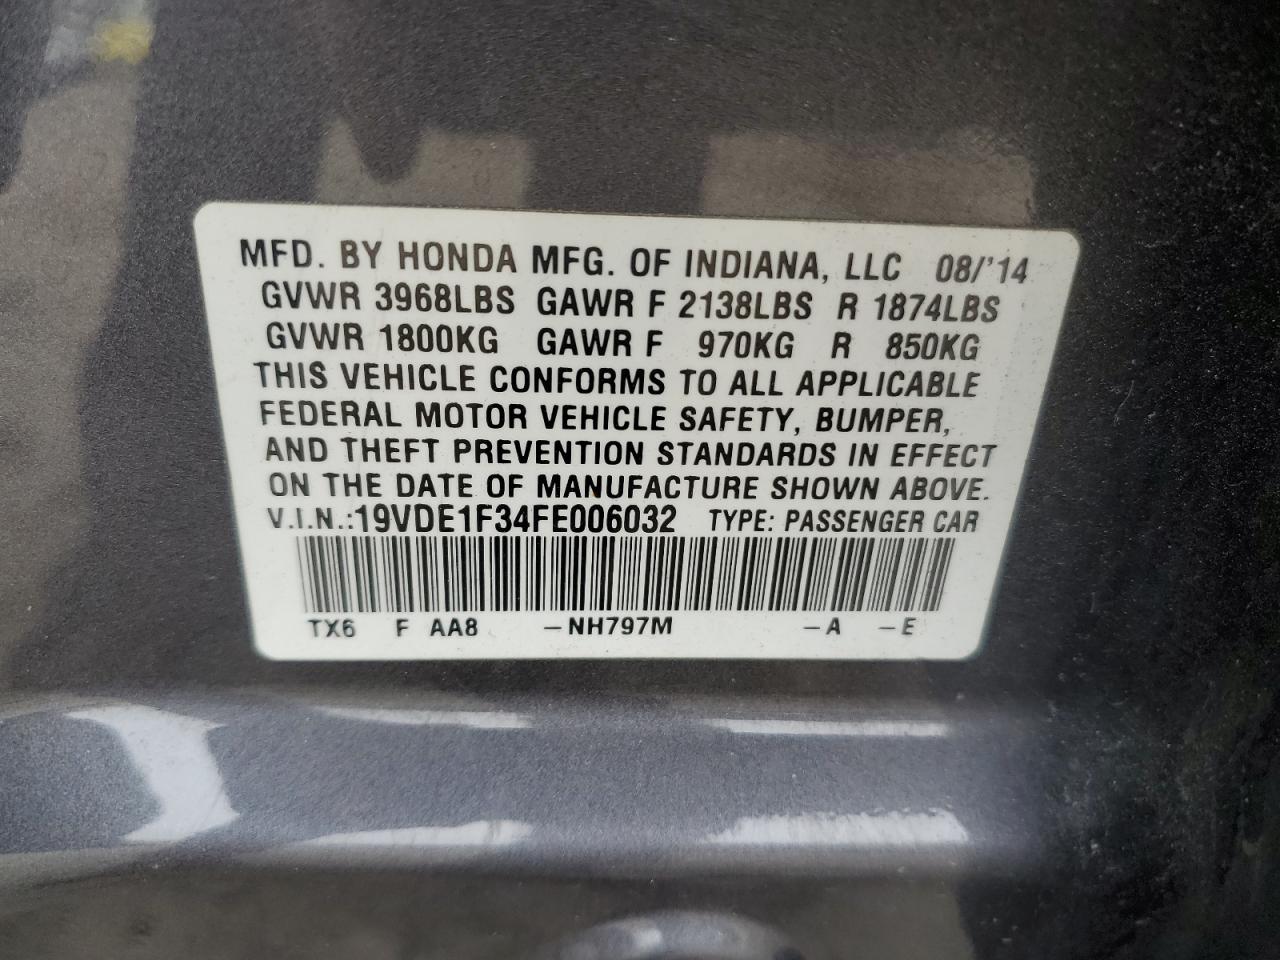 MFD. BY HONDA MFG. OF INDIANA, LLC 08/'14
GVWR 3968LBS GAWR F 2138LBS R 1874LBS
GVWR 1800KG GAWR F 970KG R 850KG
THIS VEHICLE CONFORMS TO ALL APPLICABLE
FEDERAL MOTOR VEHICLE SAFETY, BUMPER,
AND THEFT PREVENTION STANDARDS IN EFFECT
ON THE DATE OF MANUFACTURE SHOWN ABOVE.
V.I.N.:19VDE1F34FE006032 TYPE: PASSENGER CAR
TX6 F AA8 –NH797M –A –E